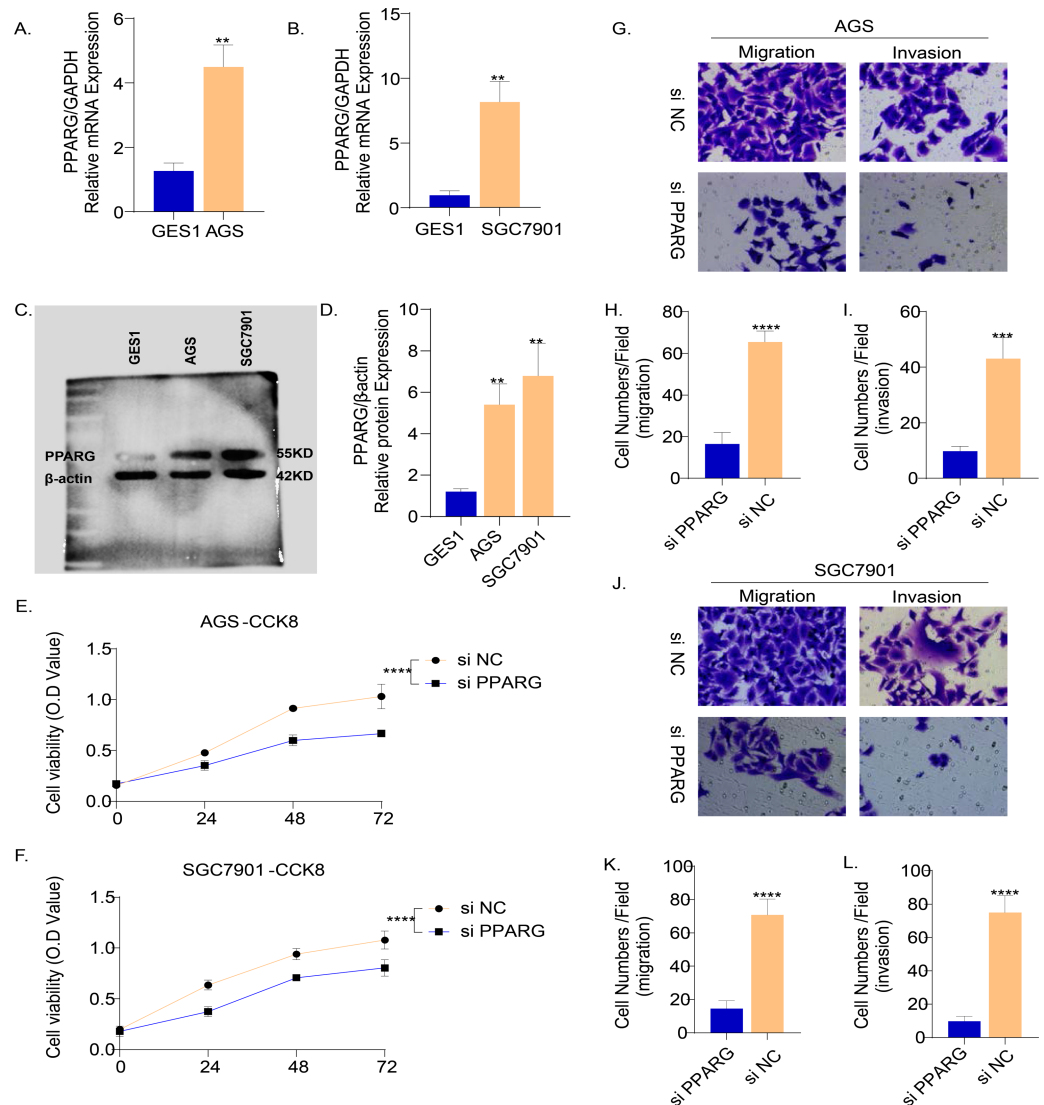 A.
PPARG/GAPDH
Relative mRNA Expression
6
4
2
0
**
GES1 AGS
B.
PPARG/GAPDH
Relative mRNA Expression
15
10
5
0
**
GES1 SGC7901
C.
GES1
AGS
SGC7901
PPARG
55KD
β-actin
42KD
D.
PPARG/βactin
Relative protein Expression
10
8
6
4
2
0
**
**
GES1
AGS
SGC7901
E.
AGS -CCK8
Cell viability (O.D Value)
1.5
1.0
0.5
0.0
0 24 48 72
****
si NC
si PPARG
F.
SGC7901 -CCK8
Cell viability (O.D Value)
1.5
1.0
0.5
0.0
0 24 48 72
****
si NC
si PPARG
G.
AGS
Migration Invasion
si NC
si PPARG
H.
Cell Numbers/Field
(migration)
80
60
40
20
0
****
si PPARG
si NC
I.
Cell Numbers /Field
(invasion)
60
40
20
0
***
si PPARG
si NC
J.
SGC7901
Migration Invasion
si NC
si PPARG
K.
Cell Numbers /Field
(migration)
100
80
60
40
20
0
****
si PPARG
si NC
L.
Cell Numbers /Field
(invasion)
100
80
60
40
20
0
****
si PPARG
si NC